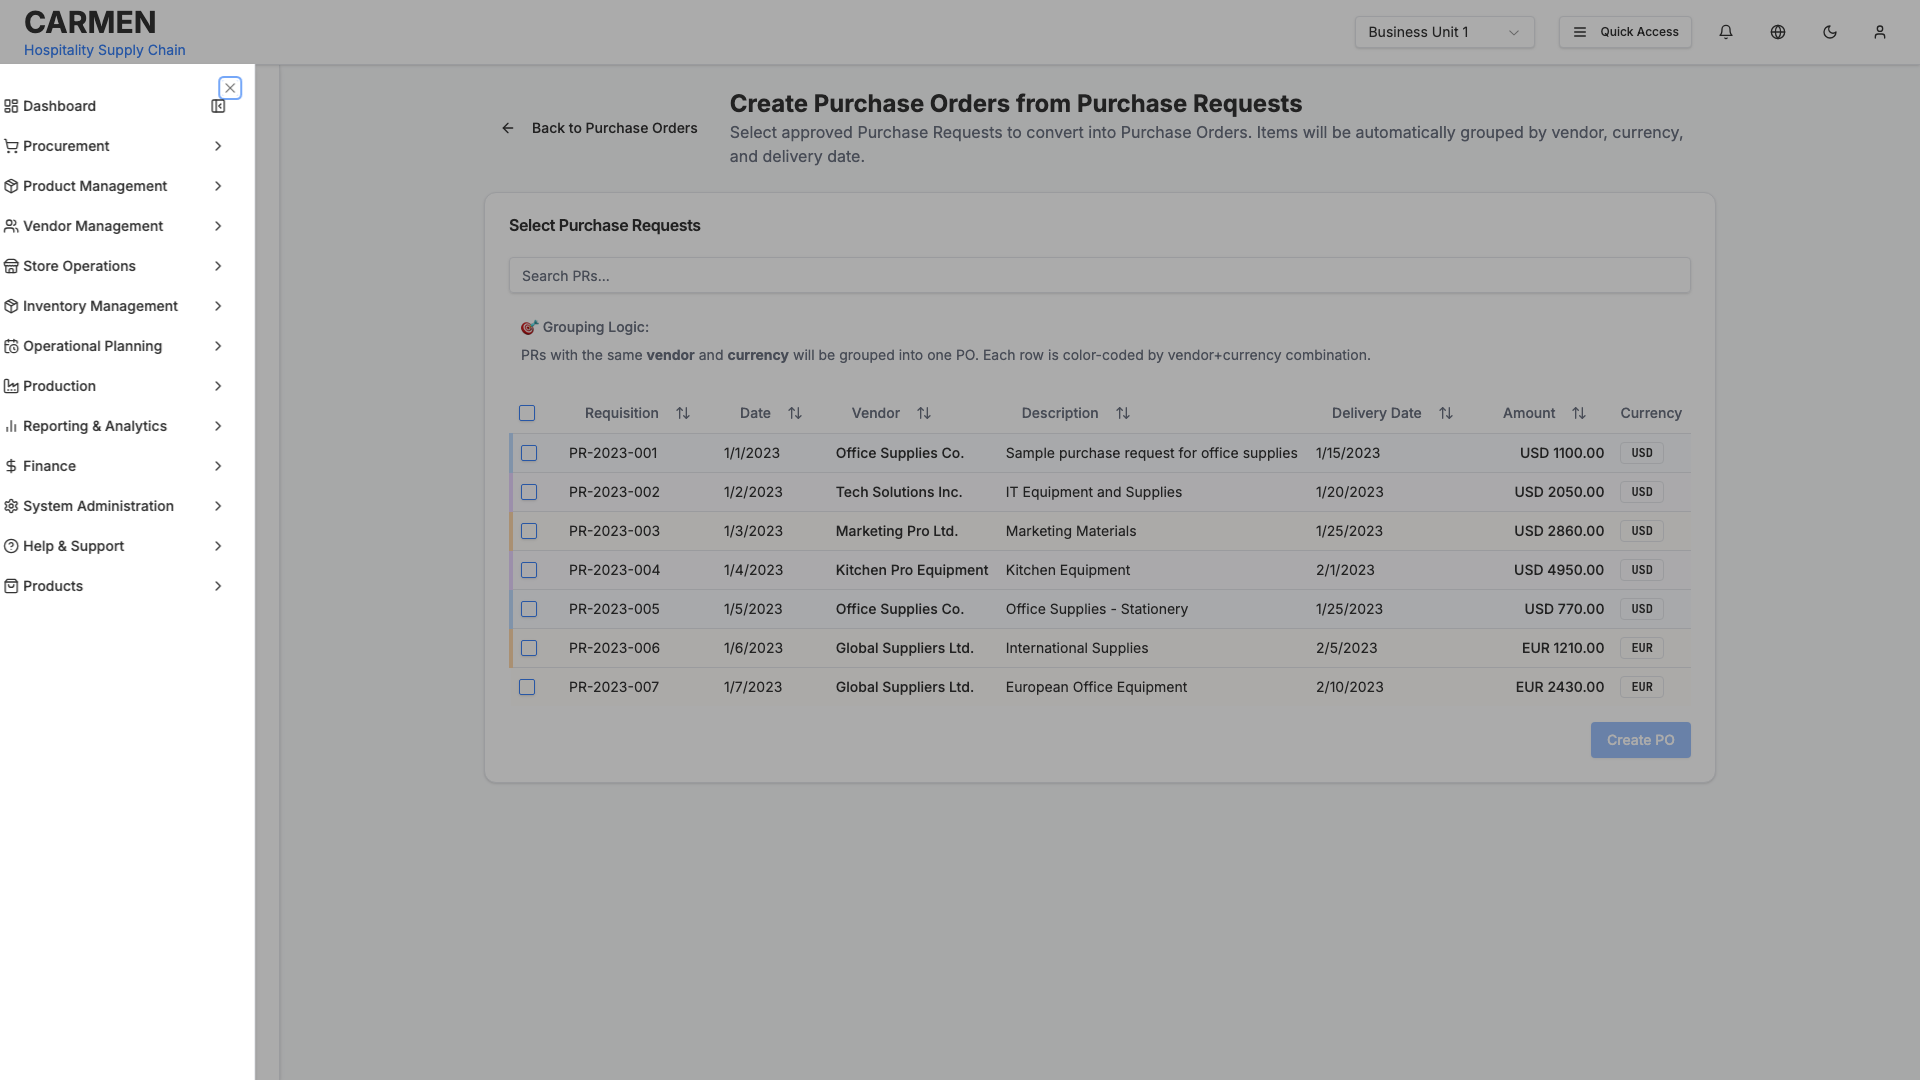 CARMEN
Hospitality Supply Chain
Business Unit 1
Quick Access
Dashboard
Procurement
Product Management
Vendor Management
Store Operations
Inventory Management
Operational Planning
Production
Reporting & Analytics
Finance
System Administration
Help & Support
Products
Back to Purchase Orders
Create Purchase Orders from Purchase Requests
Select approved Purchase Requests to convert into Purchase Orders. Items will be automatically grouped by vendor, currency,
and delivery date.
Select Purchase Requests
Search PRs...
🎯 Grouping Logic:
PRs with the same vendor and currency will be grouped into one PO. Each row is color-coded by vendor+currency combination.
Requisition Date Vendor Description Delivery Date Amount Currency
PR-2023-001 1/1/2023 Office Supplies Co. Sample purchase request for office supplies 1/15/2023 USD 1100.00 USD
PR-2023-002 1/2/2023 Tech Solutions Inc. IT Equipment and Supplies 1/20/2023 USD 2050.00 USD
PR-2023-003 1/3/2023 Marketing Pro Ltd. Marketing Materials 1/25/2023 USD 2860.00 USD
PR-2023-004 1/4/2023 Kitchen Pro Equipment Kitchen Equipment 2/1/2023 USD 4950.00 USD
PR-2023-005 1/5/2023 Office Supplies Co. Office Supplies - Stationery 1/25/2023 USD 770.00 USD
PR-2023-006 1/6/2023 Global Suppliers Ltd. International Supplies 2/5/2023 EUR 1210.00 EUR
PR-2023-007 1/7/2023 Global Suppliers Ltd. European Office Equipment 2/10/2023 EUR 2430.00 EUR
Create PO